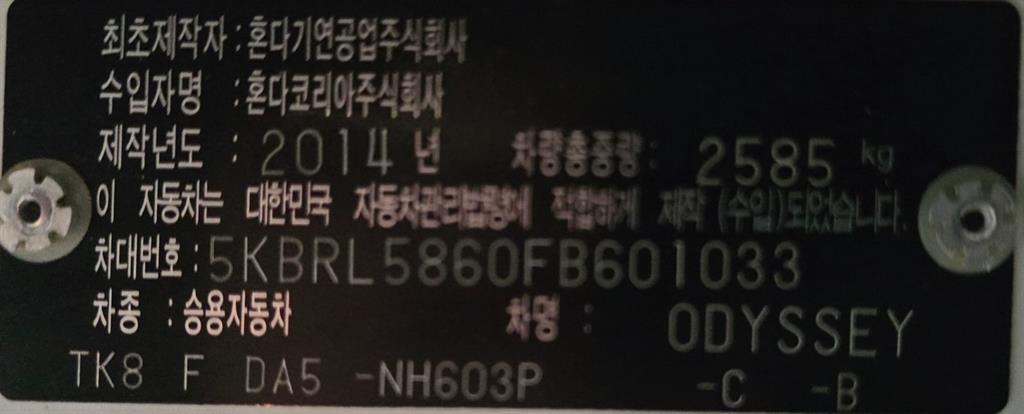 최초제작자 : 혼다기연공업주식회사
수입자명 : 혼다코리아주식회사
제작년도 : 2014 년 차량총중량 : 2585 kg
이 자동차는 대한민국 자동차관리법령에 적합하게 제작 (수입)되었습니다.
차대번호 : 5KBRL5860FB601033
차종 : 승용자동차 차명 : ODYSSEY
TK8 F DA5 -NH603P -C -B